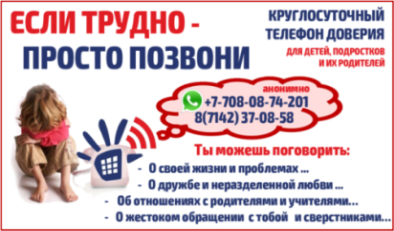 ЕСЛИ ТРУДНО -
ПРОСТО ПОЗВОНИ
КРУГЛОСУТОЧНЫЙ
ТЕЛЕФОН ДОВЕРИЯ
ДЛЯ ДЕТЕЙ, ПОДРОСТКОВ
И ИХ РОДИТЕЛЕЙ
анонимно
+7-708-08-74-201
8(7142) 37-08-58
Ты можешь поговорить:
- О своей жизни и проблемах ...
- О дружбе и неразделенной любви ...
- Об отношениях с родителями и учителями...
- О жестоком обращении с тобой и сверстниками...